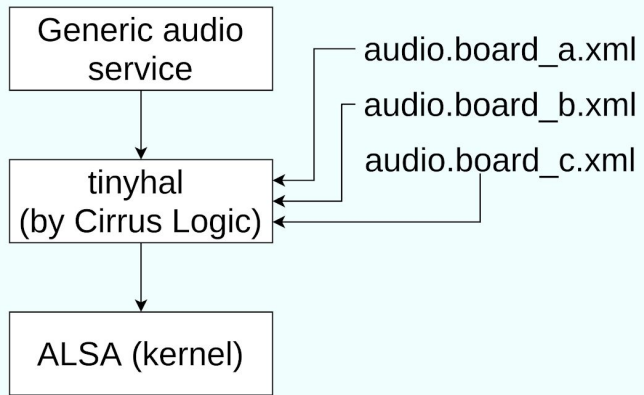 Generic audio
service
audio.board_a.xml
audio.board_b.xml
audio.board_c.xml
tinyhal
(by Cirrus Logic)
ALSA (kernel)